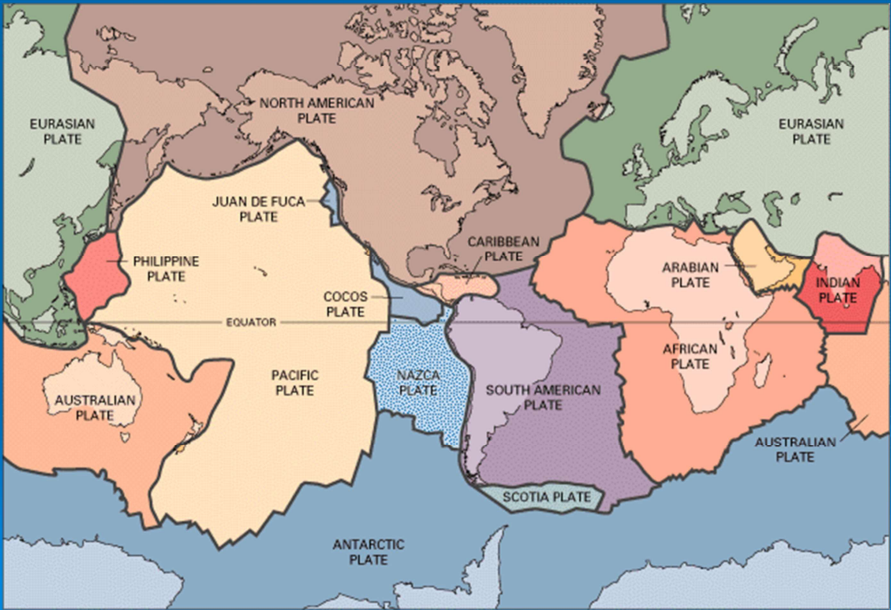 NORTH AMERICAN
PLATE
EURASIAN
PLATE
EURASIAN
PLATE
JUAN DE FUCA
PLATE
CARIBBEAN
PLATE
PHILIPPINE
PLATE
ARABIAN
PLATE
INDIAN
PLATE
COCOS
PLATE
EQUATOR
AFRICAN
PLATE
PACIFIC
PLATE
NAZCA
PLATE
SOUTH AMERICAN
PLATE
AUSTRALIAN
PLATE
AUSTRALIAN
PLATE
SCOTIA PLATE
ANTARCTIC
PLATE